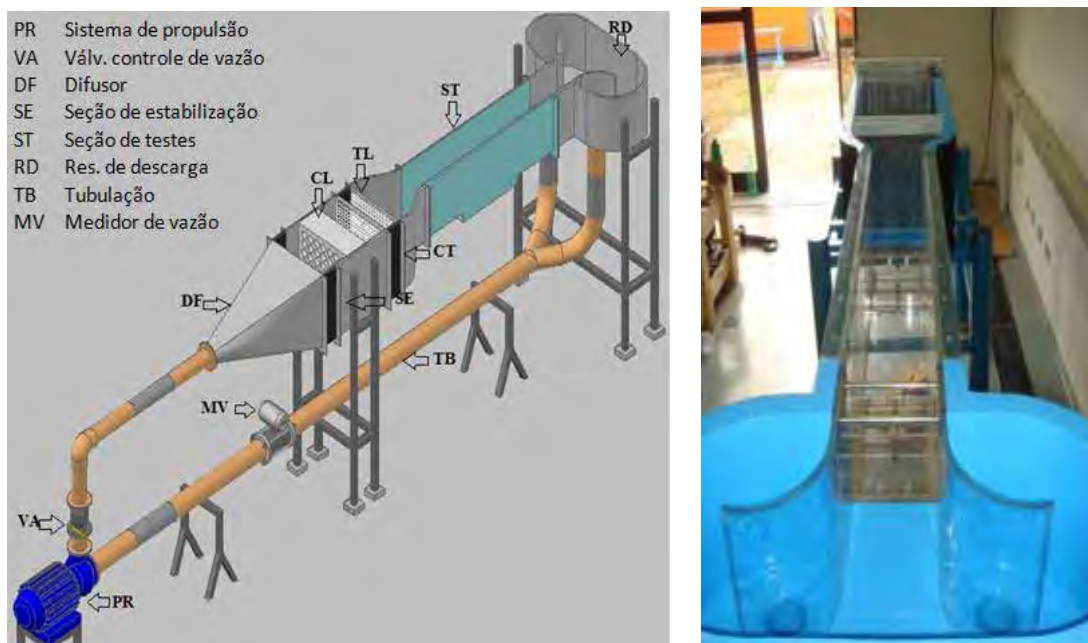 PR Sistema de propulsão
VA Válv. controle de vazão
DF Difusor
SE Seção de estabilização
ST Seção de testes
RD Res. de descarga
TB Tubulação
MV Medidor de vazão
RD
ST
TL
CL
CT
DF
SE
TB
MV
VA
PR